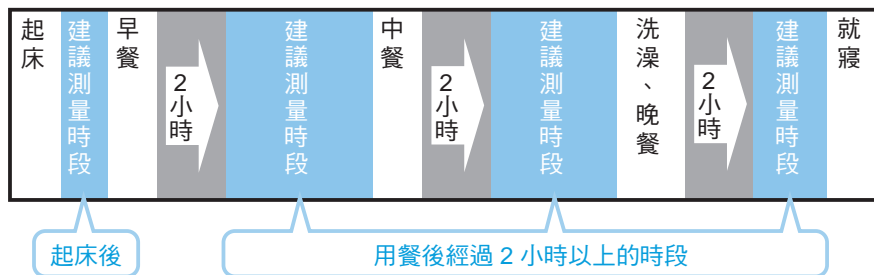 起床
建議測量時段
早餐
2小時
建議測量時段
中餐
2小時
建議測量時段
洗澡、晚餐
2小時
建議測量時段
就寢
起床後
用餐後經過 2 小時以上的時段